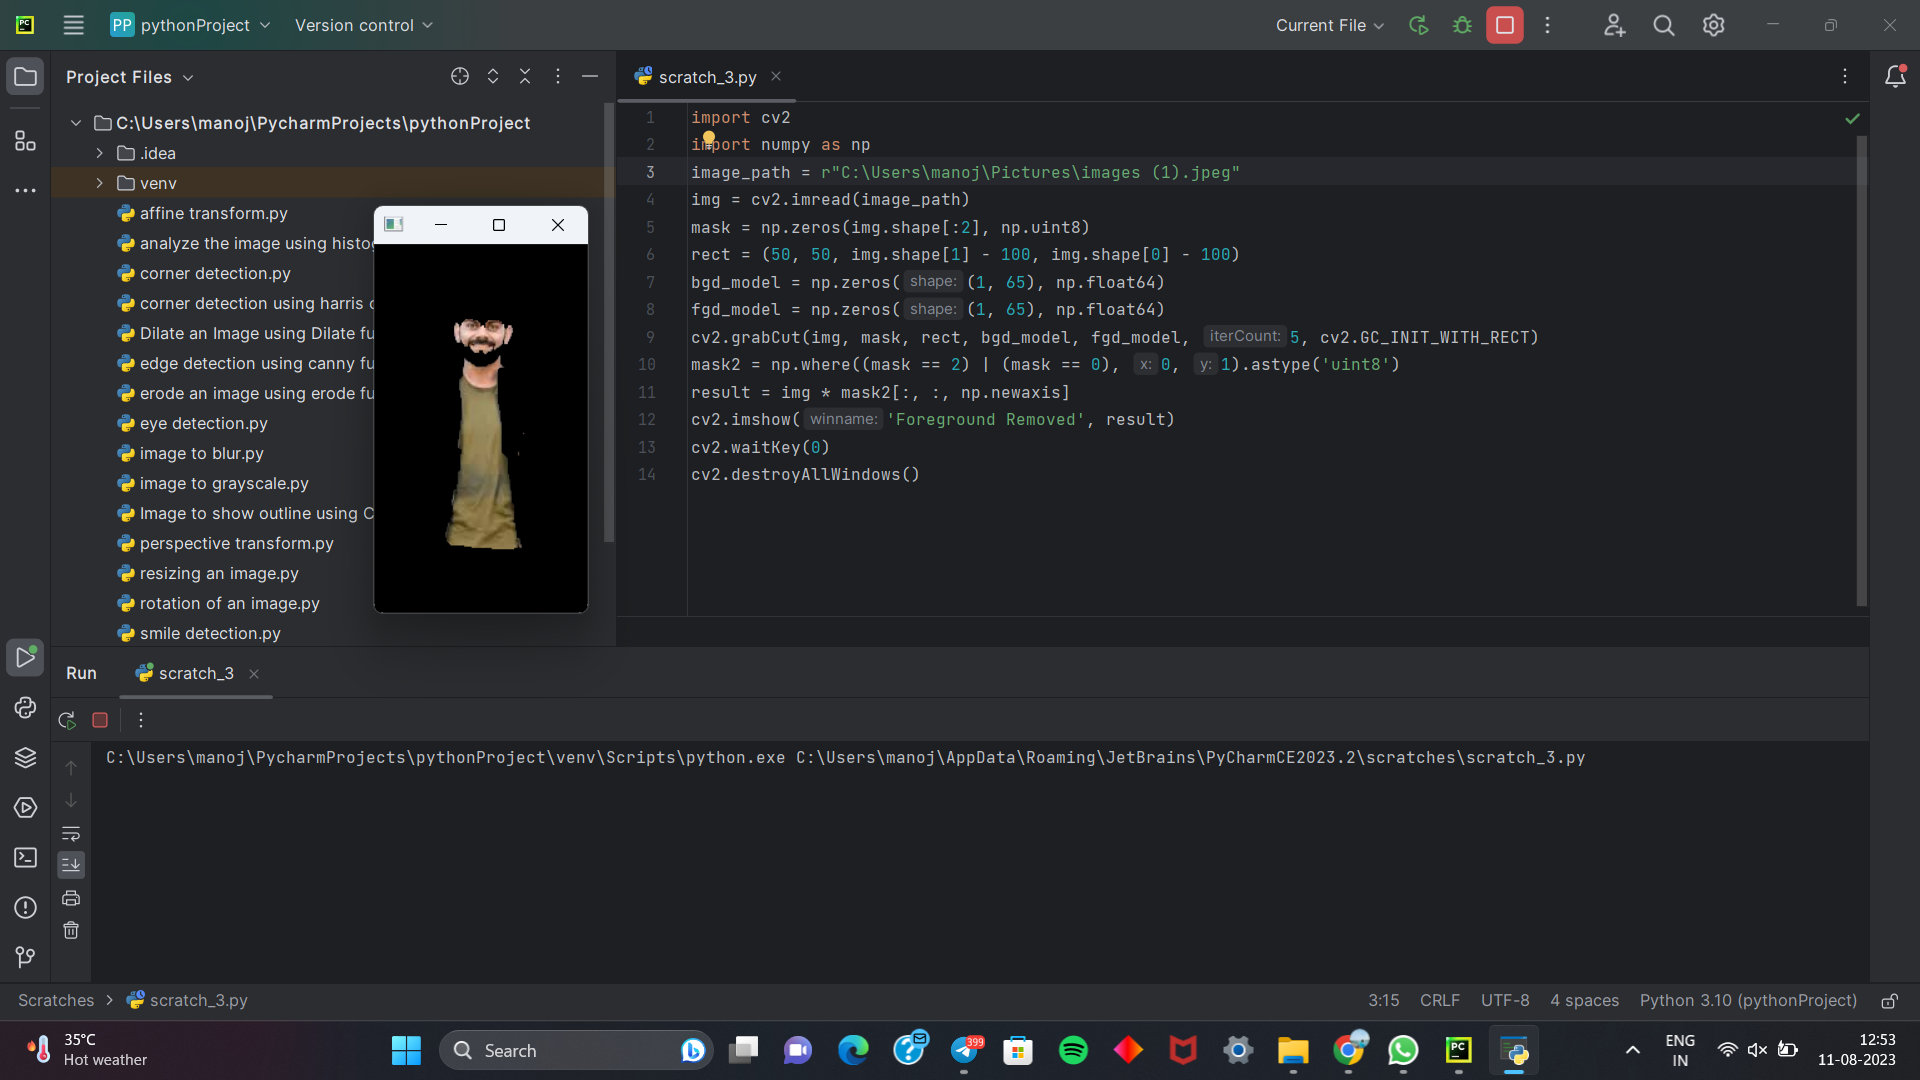 PC
PP pythonProject
Version control
Current File
Project Files
C:\Users\manoj\PycharmProjects\pythonProject
.idea
venv
affine transform.py
analyze the image using histog
corner detection.py
corner detection using harris c
Dilate an Image using Dilate fu
edge detection using canny fu
erode an image using erode fu
eye detection.py
image to blur.py
image to grayscale.py
Image to show outline using C
perspective transform.py
resizing an image.py
rotation of an image.py
smile detection.py
scratch_3.py
1 import cv2
2 import numpy as np
3 image_path = r"C:\Users\manoj\Pictures\images (1).jpeg"
4 img = cv2.imread(image_path)
5 mask = np.zeros(img.shape[:2], np.uint8)
6 rect = (50, 50, img.shape[1] - 100, img.shape[0] - 100)
7 bgd_model = np.zeros( shape: (1, 65), np.float64)
8 fgd_model = np.zeros( shape: (1, 65), np.float64)
9 cv2.grabCut(img, mask, rect, bgd_model, fgd_model, iterCount: 5, cv2.GC_INIT_WITH_RECT)
10 mask2 = np.where((mask == 2) | (mask == 0), x: 0, y: 1).astype('uint8')
11 result = img * mask2[:, :, np.newaxis]
12 cv2.imshow( winname: 'Foreground Removed', result)
13 cv2.waitKey(0)
14 cv2.destroyAllWindows()
Run
scratch_3
C:\Users\manoj\PycharmProjects\pythonProject\venv\Scripts\python.exe C:\Users\manoj\AppData\Roaming\JetBrains\PyCharmCE2023.2\scratches\scratch_3.py
Scratches > scratch_3.py
3:15 CRLF UTF-8 4 spaces Python 3.10 (pythonProject)
35°C
Hot weather
Search
399
PC
ENG
IN
12:53
11-08-2023